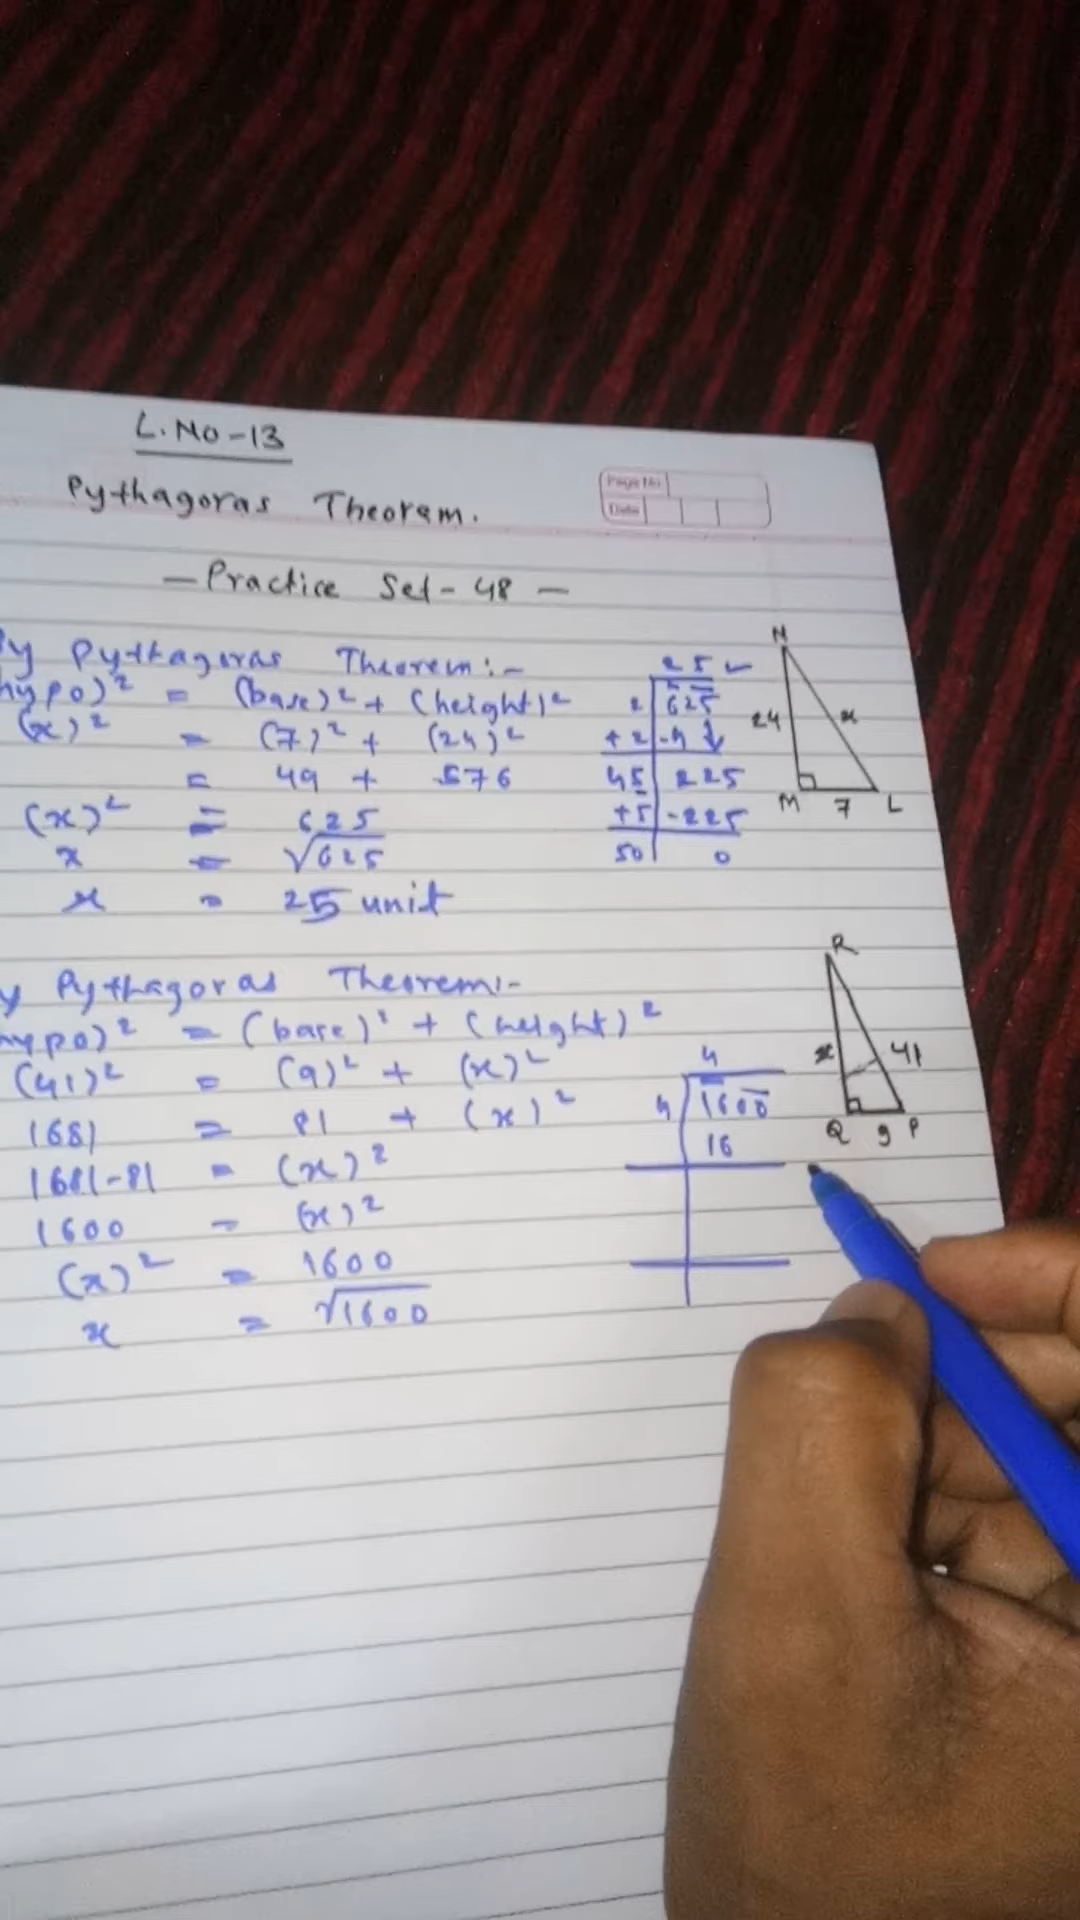 L.No-13
Pythagoras Theoram.
Page No.
Date
- Practice Set - 48 -
y Pythagoras Theorem:-
hypo)² = (base)² + (height)²
(x)² = (7)² + (24)²
= 49 + 576
(x)² = 625
x = √625
x = 25 unit
25 ✓
2 625
+2 -4 ↓
45 225
+5 -225
50 0
N
24 x
M 7 L
y Pythagoras Theorem:-
hypo)² = (base)² + (height)²
(41)² = (9)² + (x)²
1681 = 81 + (x)²
1681-81 = (x)²
1600 = (x)²
(x)² = 1600
x = √1600
4
4 1600
16
R
x 41
Q 9 P